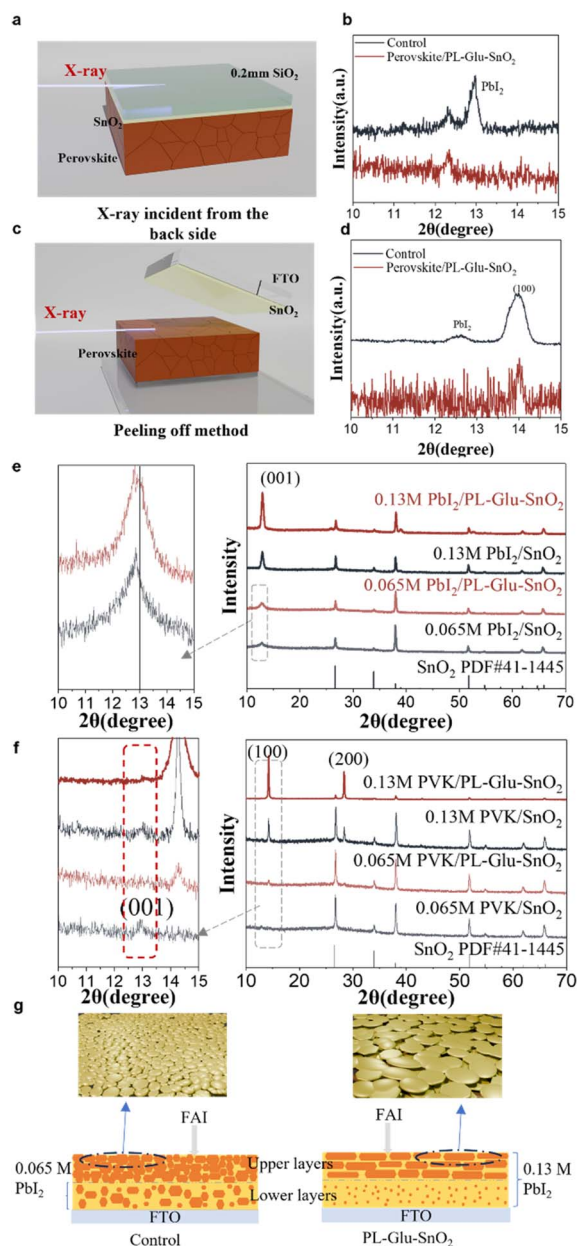 a
X-ray
0.2mm SiO₂
SnO₂
Perovskite
X-ray incident from the
back side
b
Control
Perovskite/PL-Glu-SnO₂
PbI₂
Intensity(a.u.)
10 11 12 13 14 15
2θ(degree)
c
FTO
SnO₂
X-ray
Perovskite
Peeling off method
d
Control
Perovskite/PL-Glu-SnO₂
(100)
PbI₂
Intensity(a.u.)
10 11 12 13 14 15
2θ(degree)
e
10 11 12 13 14 15
2θ(degree)
Intensity
(001)
0.13M PbI₂/PL-Glu-SnO₂
0.13M PbI₂/SnO₂
0.065M PbI₂/PL-Glu-SnO₂
0.065M PbI₂/SnO₂
SnO₂ PDF#41-1445
10 20 30 40 50 60 70
2θ(degree)
f
(001)
10 11 12 13 14 15
2θ(degree)
Intensity
(100)
(200)
0.13M PVK/PL-Glu-SnO₂
0.13M PVK/SnO₂
0.065M PVK/PL-Glu-SnO₂
0.065M PVK/SnO₂
SnO₂ PDF#41-1445
10 20 30 40 50 60 70
2θ(degree)
g
FAI
FAI
0.065 M
PbI₂
Upper layers
Lower layers
0.13 M
PbI₂
FTO
FTO
Control
PL-Glu-SnO₂